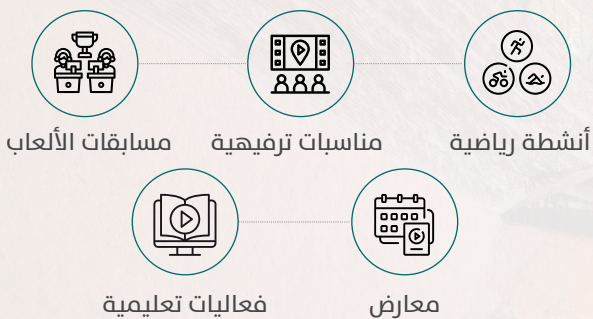 أنشطة رياضية
مناسبات ترفيهية
مسابقات الألعاب
معارض
فعاليات تعليمية